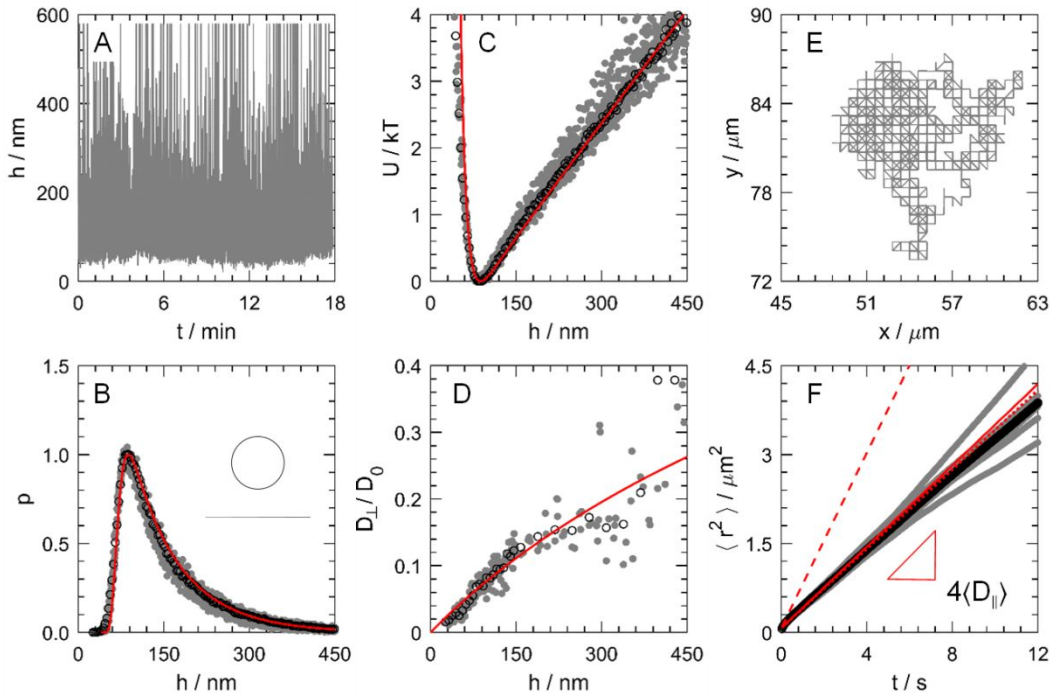 A
h / nm
600
400
200
0
0 6 12 18
t / min
C
U / kT
4
3
2
1
0
0 150 300 450
h / nm
E
y / μm
90
84
78
72
45 51 57 63
x / μm
B
p
1.5
1.0
0.5
0.0
0 150 300 450
h / nm
D
D⊥ / D₀
0.4
0.3
0.2
0.1
0
0 150 300 450
h / nm
F
⟨ r² ⟩ / μm²
4.5
3
1.5
0
4⟨D∥⟩
0 4 8 12
t / s